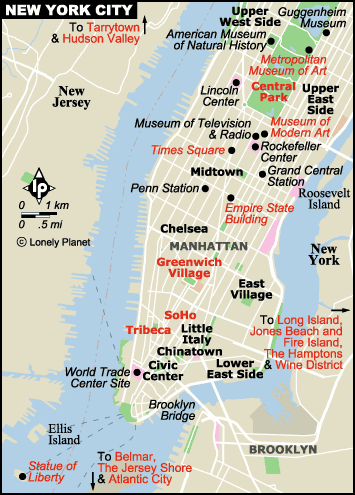 NEW YORK CITY
To Tarrytown
& Hudson Valley
Upper
West Side
Guggenheim
Museum
American Museum
of Natural History
Metropolitan
Museum of Art
New
Jersey
Lincoln
Center
Central
Park
Upper
East
Side
Museum of Television
& Radio
Museum of
Modern Art
Times Square
Rockefeller
Center
Midtown
Grand Central
Station
Penn Station
Roosevelt
Island
Empire State
Building
lp
0 1 km
0 .5 mi
© Lonely Planet
Chelsea
MANHATTAN
New
York
Greenwich
Village
East
Village
SoHo
Tribeca
Little
Italy
Chinatown
To Long Island,
Jones Beach and
Fire Island,
The Hamptons
& Wine District
World Trade
Center Site
Civic
Center
Lower
East Side
Brooklyn
Bridge
Ellis
Island
BROOKLYN
Statue of
Liberty
To Belmar,
The Jersey Shore
& Atlantic City